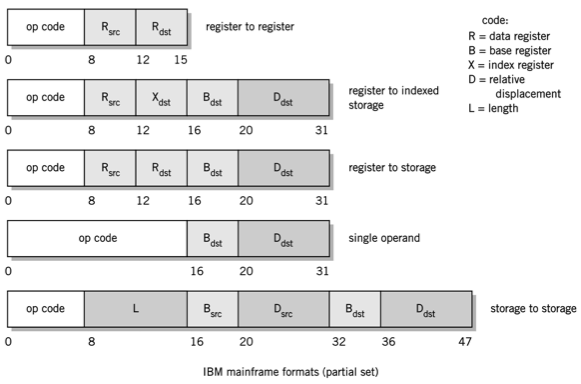 op code Rsrc Rdst register to register
0 8 12 15
code:
R = data register
B = base register
X = index register
D = relative
displacement
L = length
op code Rsrc Xdst Bdst Ddst register to indexed
storage
0 8 12 16 20 31
op code Rsrc Rdst Bdst Ddst register to storage
0 8 12 16 20 31
op code Bdst Ddst single operand
0 16 20 31
op code L Bsrc Dsrc Bdst Ddst storage to storage
0 8 16 20 32 36 47
IBM mainframe formats (partial set)